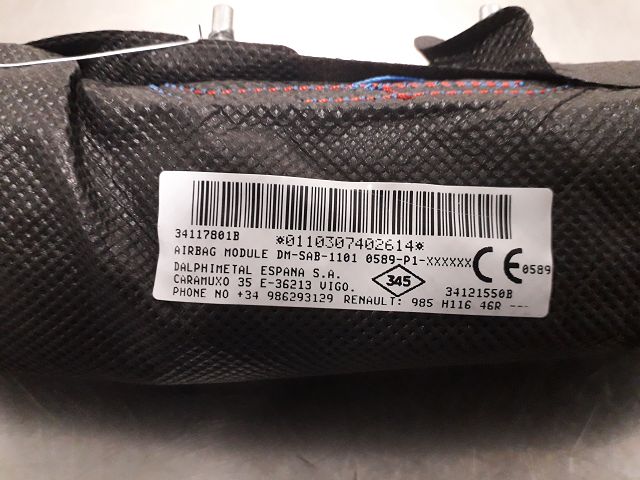 34117801B *0110307402614*
AIRBAG MODULE DM-SAB-1101 0589-P1-XXXXXX CE 0589
DALPHIMETAL ESPANA S.A. 345
CARAMUXO 35 E-36213 VIGO. 34121550B
PHONE NO +34 986293129 RENAULT: 985 H116 46R ---